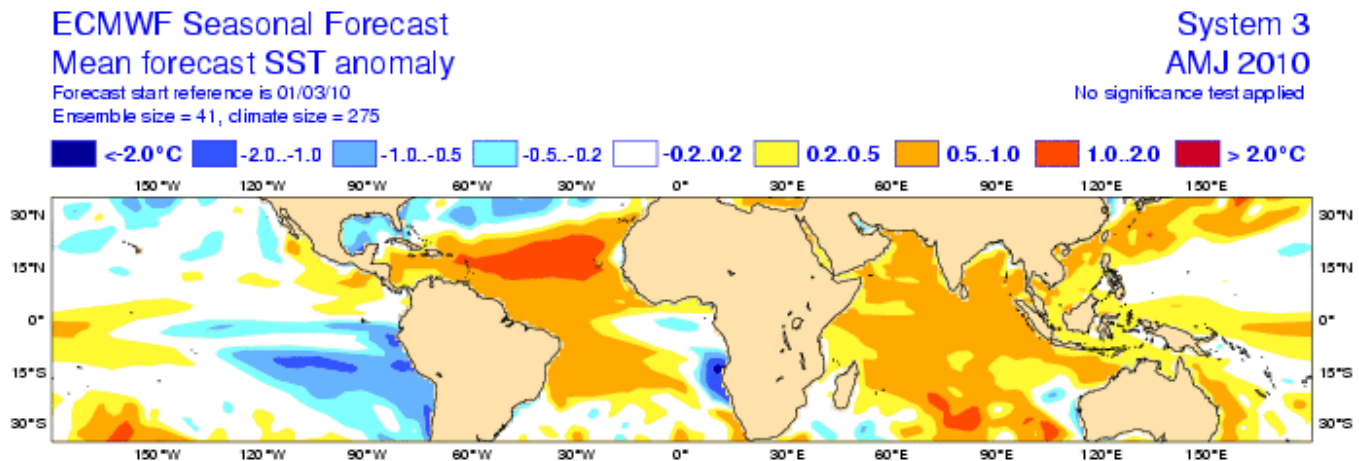 ECMWF Seasonal Forecast
System 3
Mean forecast SST anomaly
AMJ 2010
Forecast start reference is 01/03/10
No significance test applied
Ensemble size = 41, climate size = 275
<-2.0°C -2.0..-1.0 -1.0..-0.5 -0.5..-0.2 -0.2..0.2 0.2..0.5 0.5..1.0 1.0..2.0 > 2.0°C
150°W 120°W 90°W 60°W 30°W 0° 30°E 60°E 90°E 120°E 150°E
30°N 30°N
15°N 15°N
0° 0°
15°S 15°S
30°S 30°S
150°W 120°W 90°W 60°W 30°W 0° 30°E 60°E 90°E 120°E 150°E